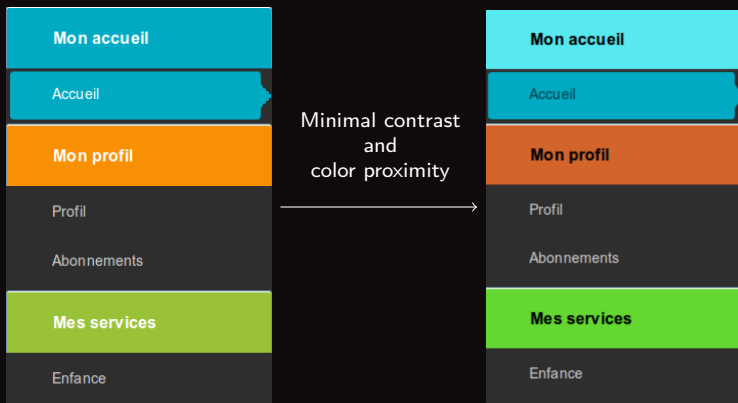 Mon accueil
Accueil
Mon profil
Profil
Abonnements
Mes services
Enfance
Minimal contrast
and
color proximity
Mon accueil
Accueil
Mon profil
Profil
Abonnements
Mes services
Enfance